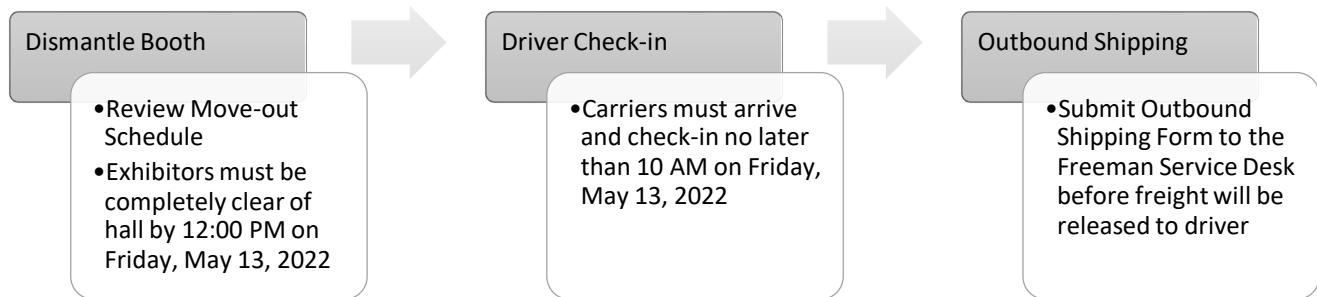 Dismantle Booth
•Review Move-out
Schedule
•Exhibitors must be
completely clear of
hall by 12:00 PM on
Friday, May 13, 2022
Driver Check-in
•Carriers must arrive
and check-in no later
than 10 AM on Friday,
May 13, 2022
Outbound Shipping
•Submit Outbound
Shipping Form to the
Freeman Service Desk
before freight will be
released to driver